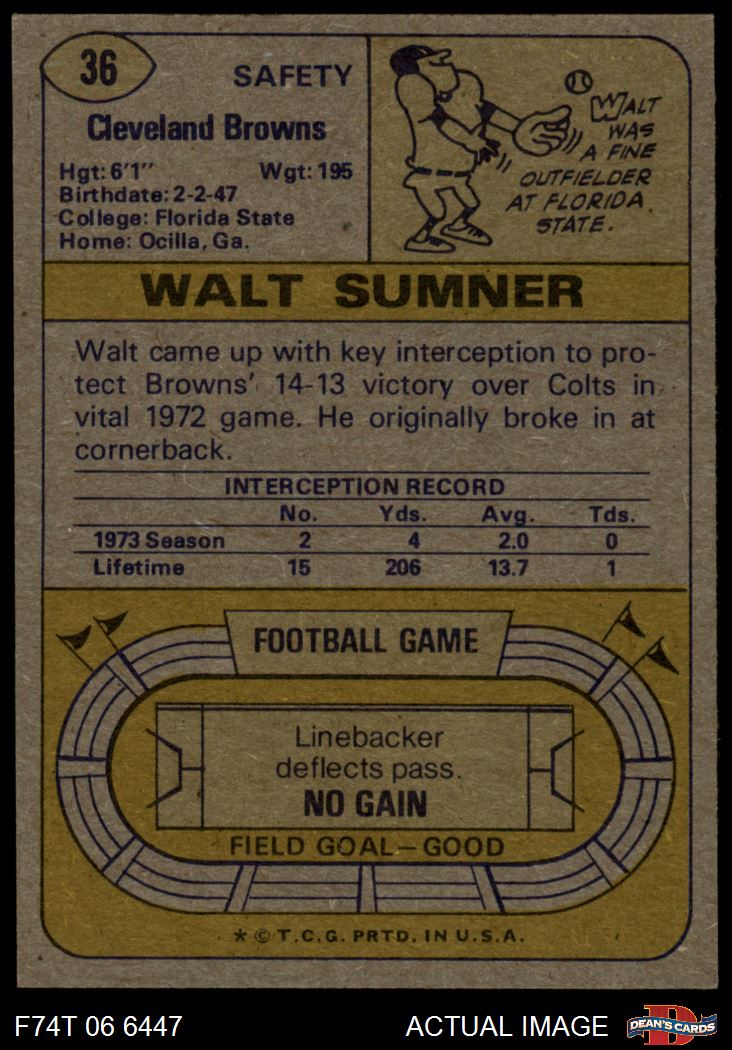 36
SAFETY
Cleveland Browns
Hgt: 6'1" Wgt: 195
Birthdate: 2-2-47
College: Florida State
Home: Ocilla, Ga.
WALT
WAS
A FINE
OUTFIELDER
AT FLORIDA
STATE.
WALT SUMNER
Walt came up with key interception to pro-
tect Browns' 14-13 victory over Colts in
vital 1972 game. He originally broke in at
cornerback.
INTERCEPTION RECORD
No. Yds. Avg. Tds.
1973 Season 2 4 2.0 0
Lifetime 15 206 13.7 1
FOOTBALL GAME
Linebacker
deflects pass.
NO GAIN
FIELD GOAL—GOOD
* © T.C.G. PRTD. IN U.S.A.
F74T 06 6447 ACTUAL IMAGE
D
DEAN'S CARDS